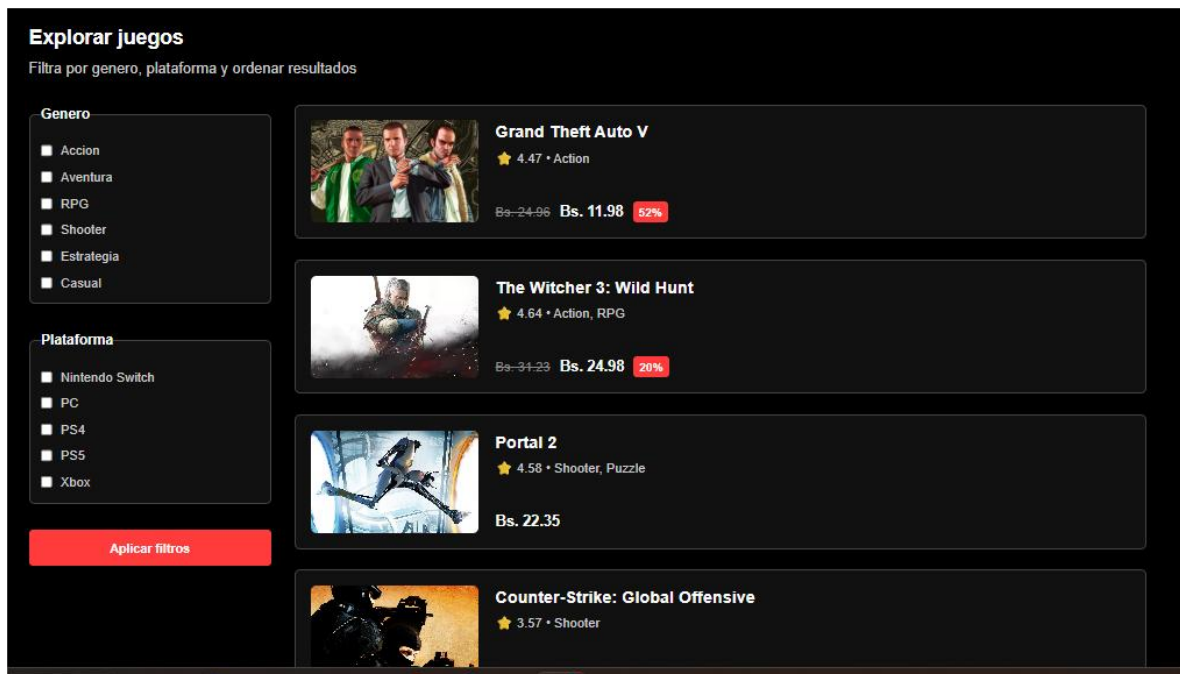 Explorar juegos
Filtra por genero, plataforma y ordenar resultados
Genero
Accion
Aventura
RPG
Shooter
Estrategia
Casual
Plataforma
Nintendo Switch
PC
PS4
PS5
Xbox
Aplicar filtros
Grand Theft Auto V
4.47 • Action
Bs. 24.96 Bs. 11.98 52%
The Witcher 3: Wild Hunt
4.64 • Action, RPG
Bs. 31.23 Bs. 24.98 20%
Portal 2
4.58 • Shooter, Puzzle
Bs. 22.35
Counter-Strike: Global Offensive
3.57 • Shooter